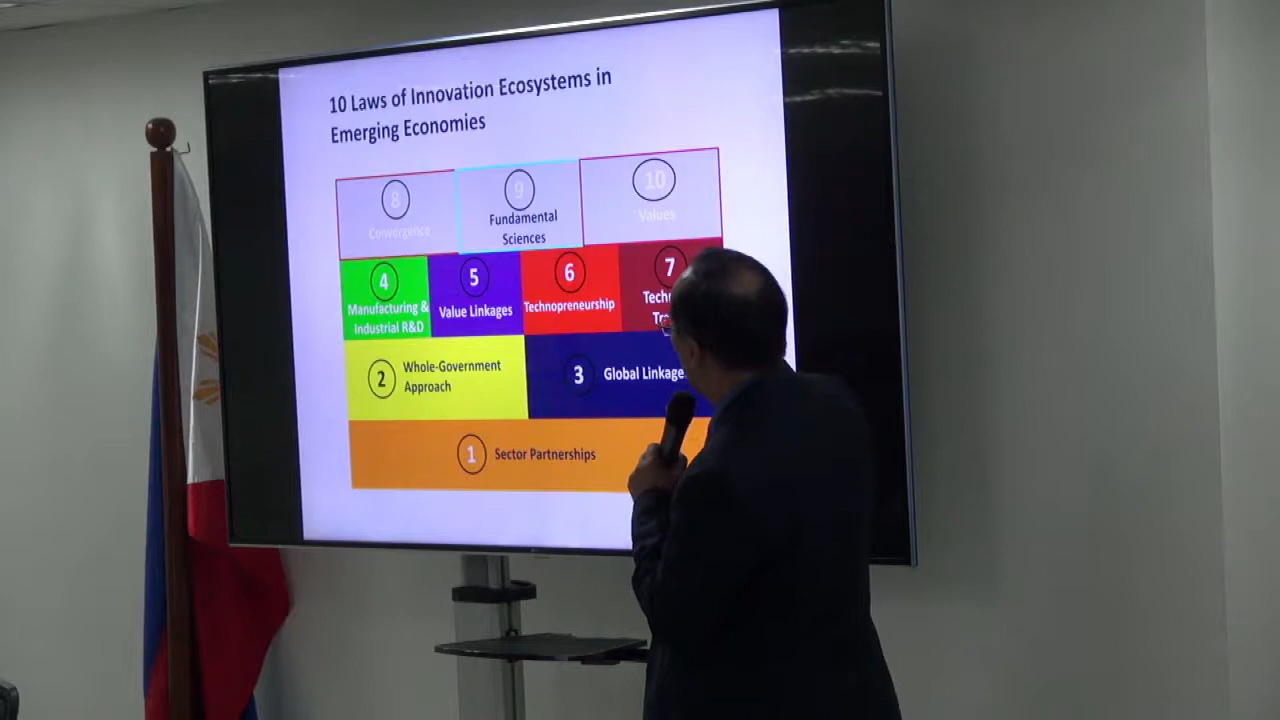 10 Laws of Innovation Ecosystems in
Emerging Economies
8
Convergence
9
Fundamental
Sciences
10
Values
4
Manufacturing &
Industrial R&D
5
Value Linkages
6
Technopreneurship
7
2
Whole-Government
Approach
3
Global
1
Sector Partnerships